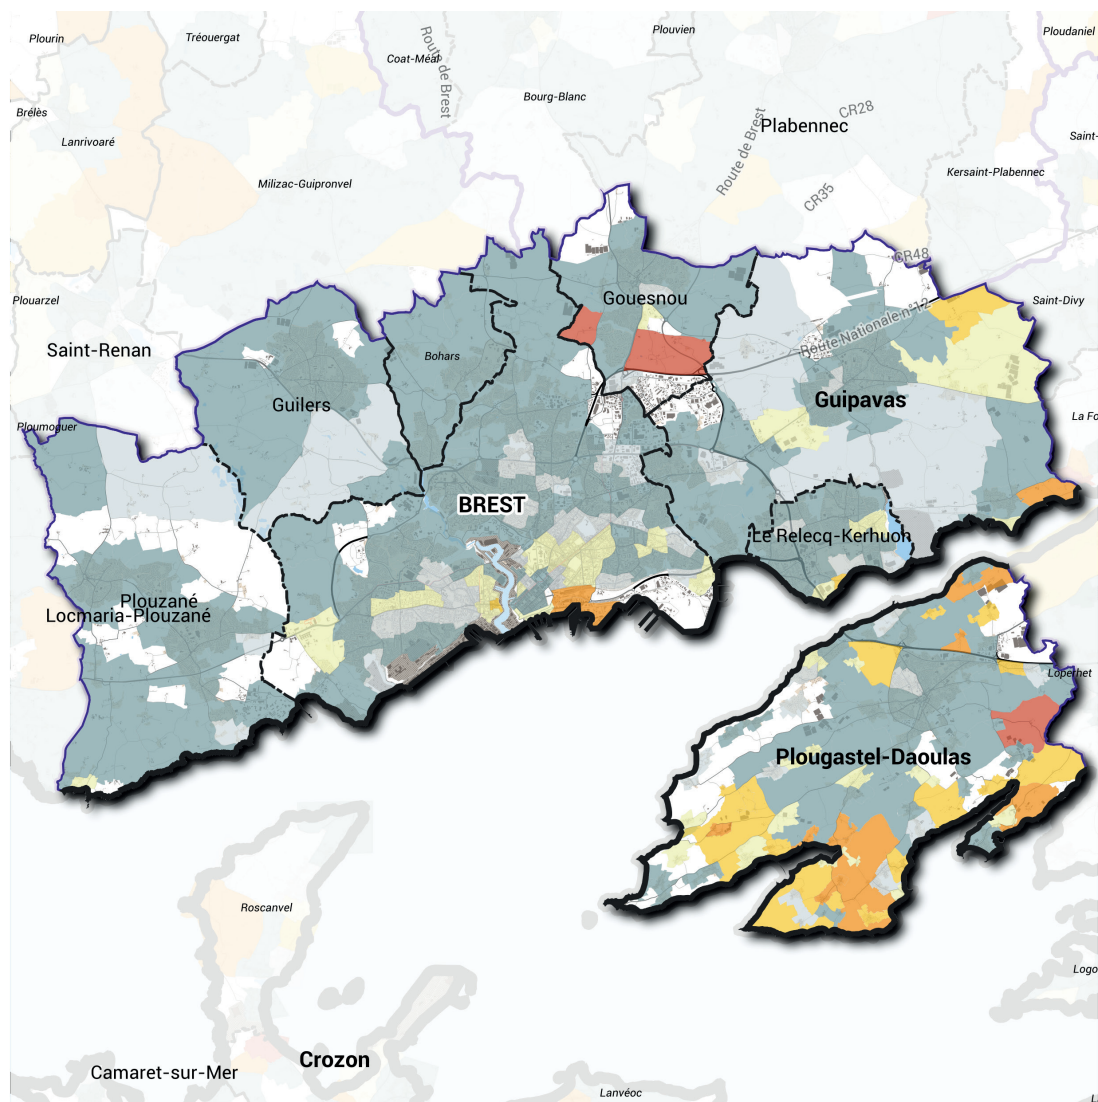 Plourin
Tréouergat
Plouvien
Ploudaniel
Coat-Méal
Route de Brest
Bourg-Blanc
Brélès
CR28
Plabennec
Route de Brest
Lanrivoaré
Saint-
Kersaint-Plabennec
Milizac-Guipronvel
CR35
CR48
Plouarzel
Gouesnou
Saint-Divy
Route Nationale n°12
Saint-Renan
Bohars
Guilers
Guipavas
La Fo
Ploumoguer
BREST
Le Relecq-Kerhuon
Plouzané
Locmaria-Plouzané
Loperhet
Plougastel-Daoulas
Roscanvel
Logo
Crozon
Camaret-sur-Mer
Lanvéoc
L